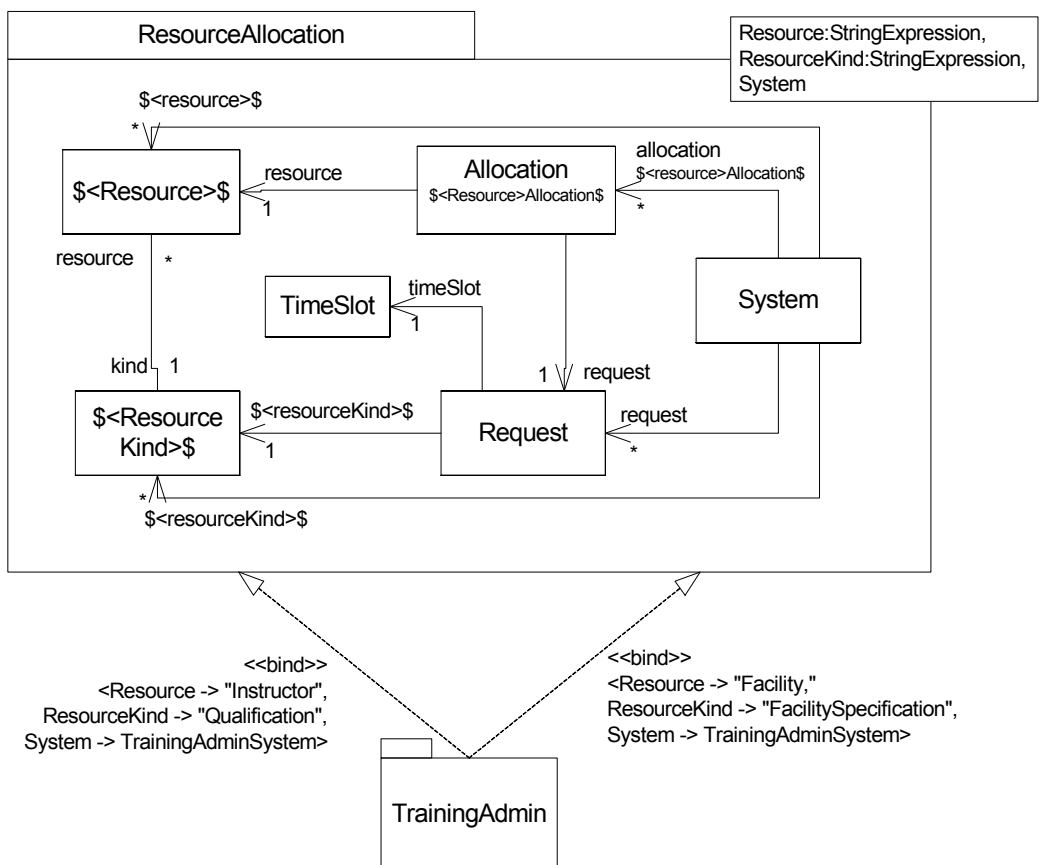 ResourceAllocation
Resource:StringExpression,
ResourceKind:StringExpression,
System
$<resource>$
*
$<Resource>$
resource
1
Allocation
$<Resource>Allocation$
allocation
$<resource>Allocation$
*
resource
*
TimeSlot
timeSlot
1
System
kind
1
1
request
$<Resource
Kind>$
$<resourceKind>$
1
Request
request
*
*
$<resourceKind>$
<<bind>>
<Resource -> "Instructor",
ResourceKind -> "Qualification",
System -> TrainingAdminSystem>
<<bind>>
<Resource -> "Facility,"
ResourceKind -> "FacilitySpecification",
System -> TrainingAdminSystem>
TrainingAdmin